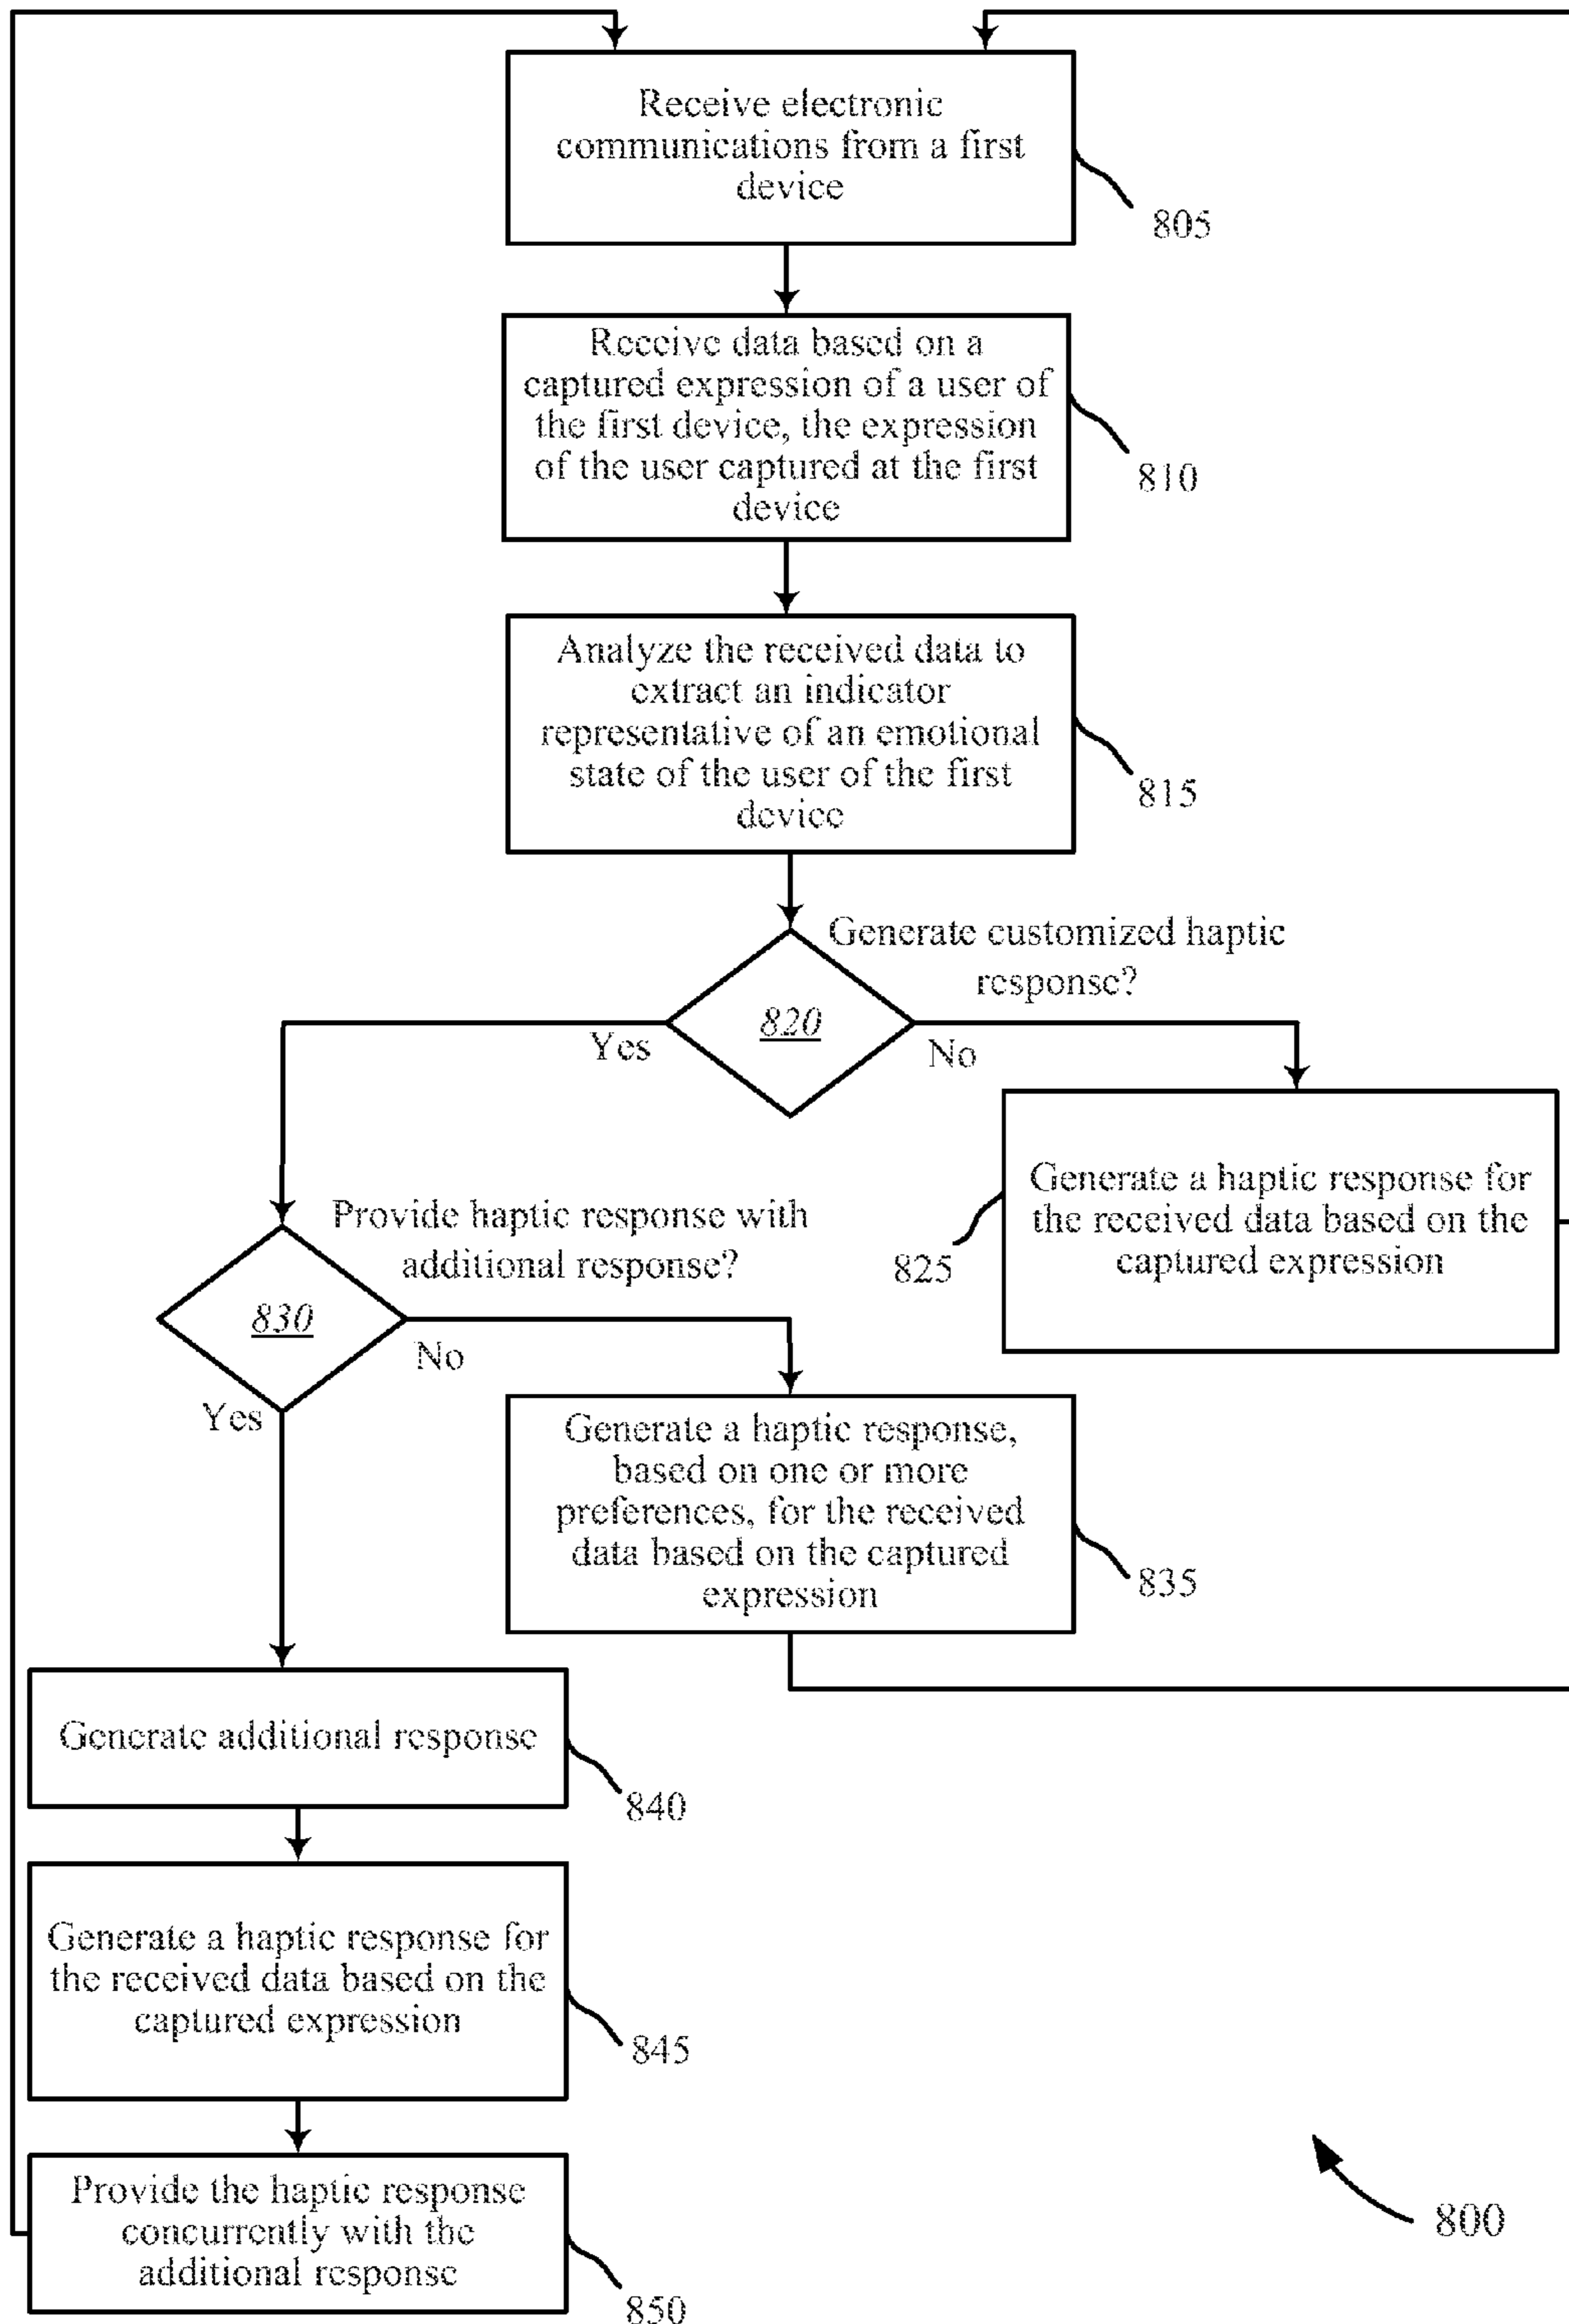 Receive electronic
communications from a first
device
805
Receive data based on a
captured expression of a user of
the first device, the expression
of the user captured at the first
device
810
Analyze the received data to
extract an indicator
representative of an emotional
state of the user of the first
device
815
Generate customized haptic
response?
820
Yes
No
Generate a haptic response for
the received data based on the
captured expression
825
Provide haptic response with
additional response?
830
No
Yes
Generate a haptic response,
based on one or more
preferences, for the received
data based on the captured
expression
835
Generate additional response
840
Generate a haptic response for
the received data based on the
captured expression
845
Provide the haptic response
concurrently with the
additional response
850
800